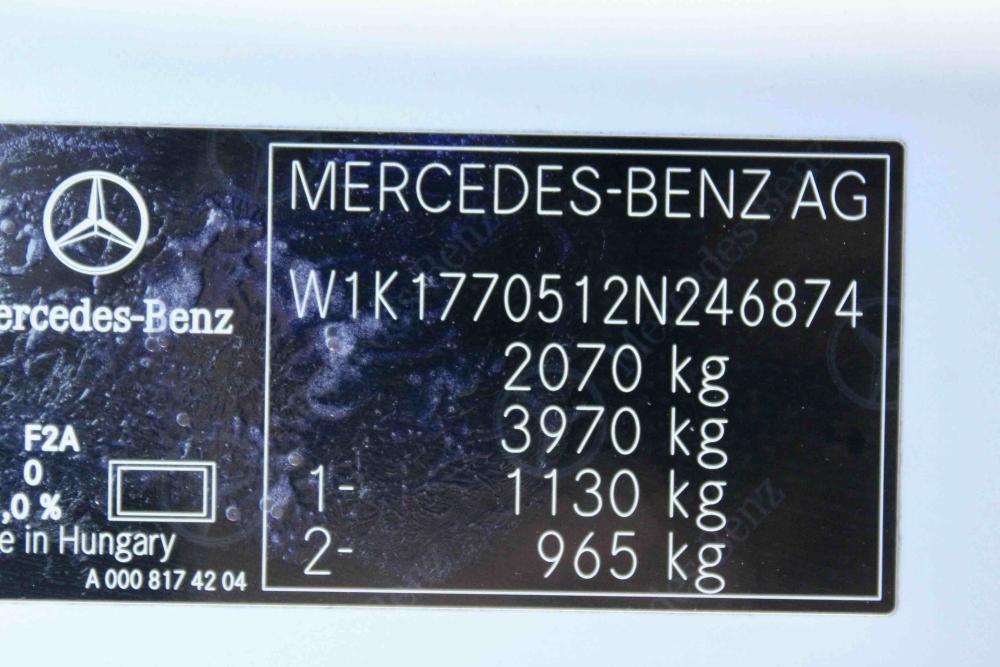 MERCEDES-BENZ AG
W1K1770512N246874
2070 kg
3970 kg
1- 1130 kg
2- 965 kg
ercedes-Benz
F2A
0
,0 %
e in Hungary
A 000 817 42 04